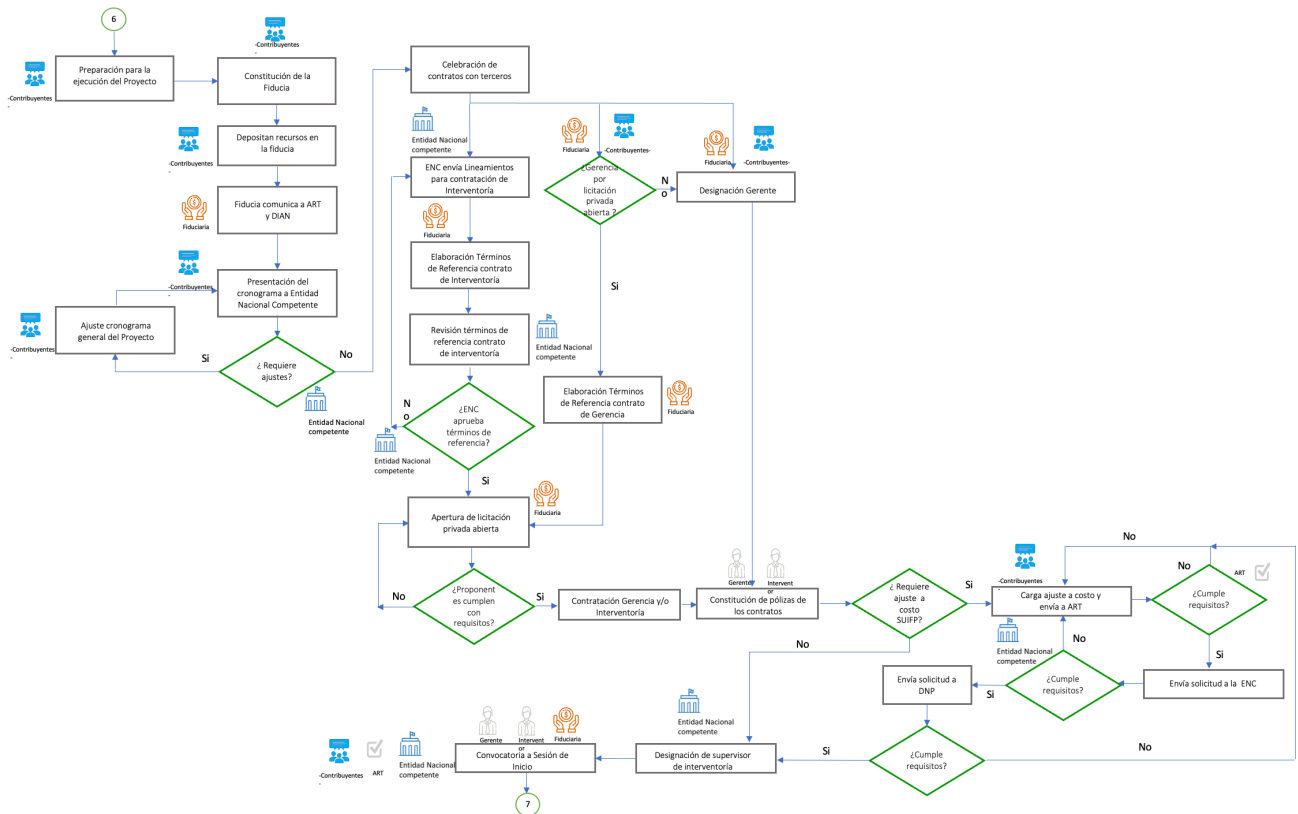 6
-Contribuyentes
-
Preparación para la
ejecución del Proyecto
-Contribuyentes
-
Constitución de la
Fiducia
-Contribuyentes
-
Depositan recursos en
la fiducia
Fiduciaria
Fiducia comunica a ART
y DIAN
-Contribuyentes
-
Presentación del
cronograma a Entidad
Nacional Competente
-Contribuyentes
-
Ajuste cronograma
general del Proyecto
Si
¿ Requiere
ajustes?
No
Entidad Nacional
competente
Celebración de
contratos con terceros
Entidad Nacional
competente
ENC envía Lineamientos
para contratación de
Interventoría
Fiduciaria
Elaboración Términos
de Referencia contrato
de Interventoría
Revisión términos de
referencia contrato
de interventoría
Entidad Nacional
competente
N
o
¿ENC
aprueba
términos de
referencia?
Entidad Nacional
competente
Si
Fiduciaria
-Contribuyentes-
¿Gerencia
por
licitación
privada
abierta ?
N
o
Fiduciaria
-Contribuyentes-
Designación Gerente
Si
Elaboración Términos
de Referencia contrato
de Gerencia
Fiduciaria
Apertura de licitación
privada abierta
Fiduciaria
No
¿Proponent
es cumplen
con
requisitos?
Si
Contratación Gerencia y/o
Interventoría
Gerente
Intervent
or
Constitución de pólizas de
los contratos
¿ Requiere
ajuste a
costo
SUIFP?
Si
No
-Contribuyentes
-
Carga ajuste a costo y
envía a ART
No
No
ART
¿Cumple
requisitos?
Si
Envía solicitud a la ENC
Entidad Nacional
competente
No
¿Cumple
requisitos?
Si
Envía solicitud a
DNP
¿Cumple
requisitos?
No
Si
Entidad Nacional
competente
Designación de supervisor
de interventoría
-Contribuyentes
-
ART
Entidad Nacional
competente
Gerente
Intervent
or
Fiduciaria
Convocatoria a Sesión de
Inicio
7